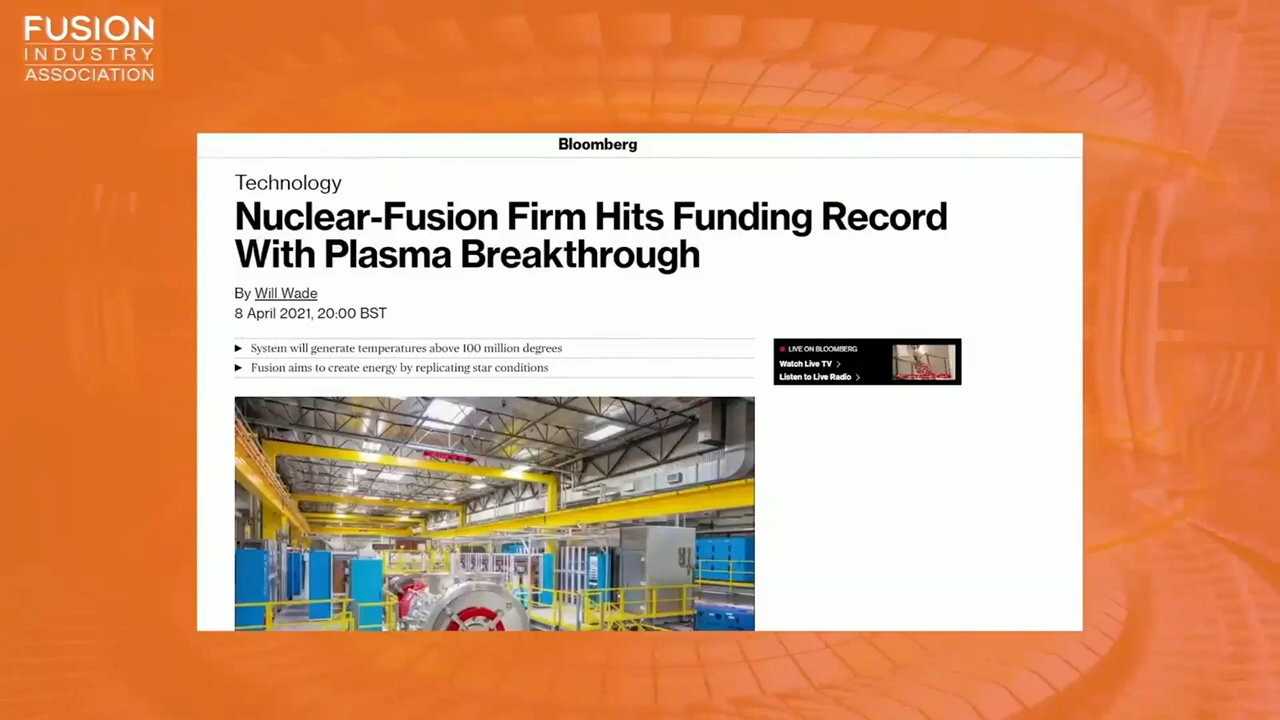 FUSION
INDUSTRY
ASSOCIATION
Bloomberg
Technology
Nuclear-Fusion Firm Hits Funding Record
With Plasma Breakthrough
By Will Wade
8 April 2021, 20:00 BST
System will generate temperatures above 100 million degrees
Fusion aims to create energy by replicating star conditions
LIVE ON BLOOMBERG
Watch Live TV
Listen to Live Radio